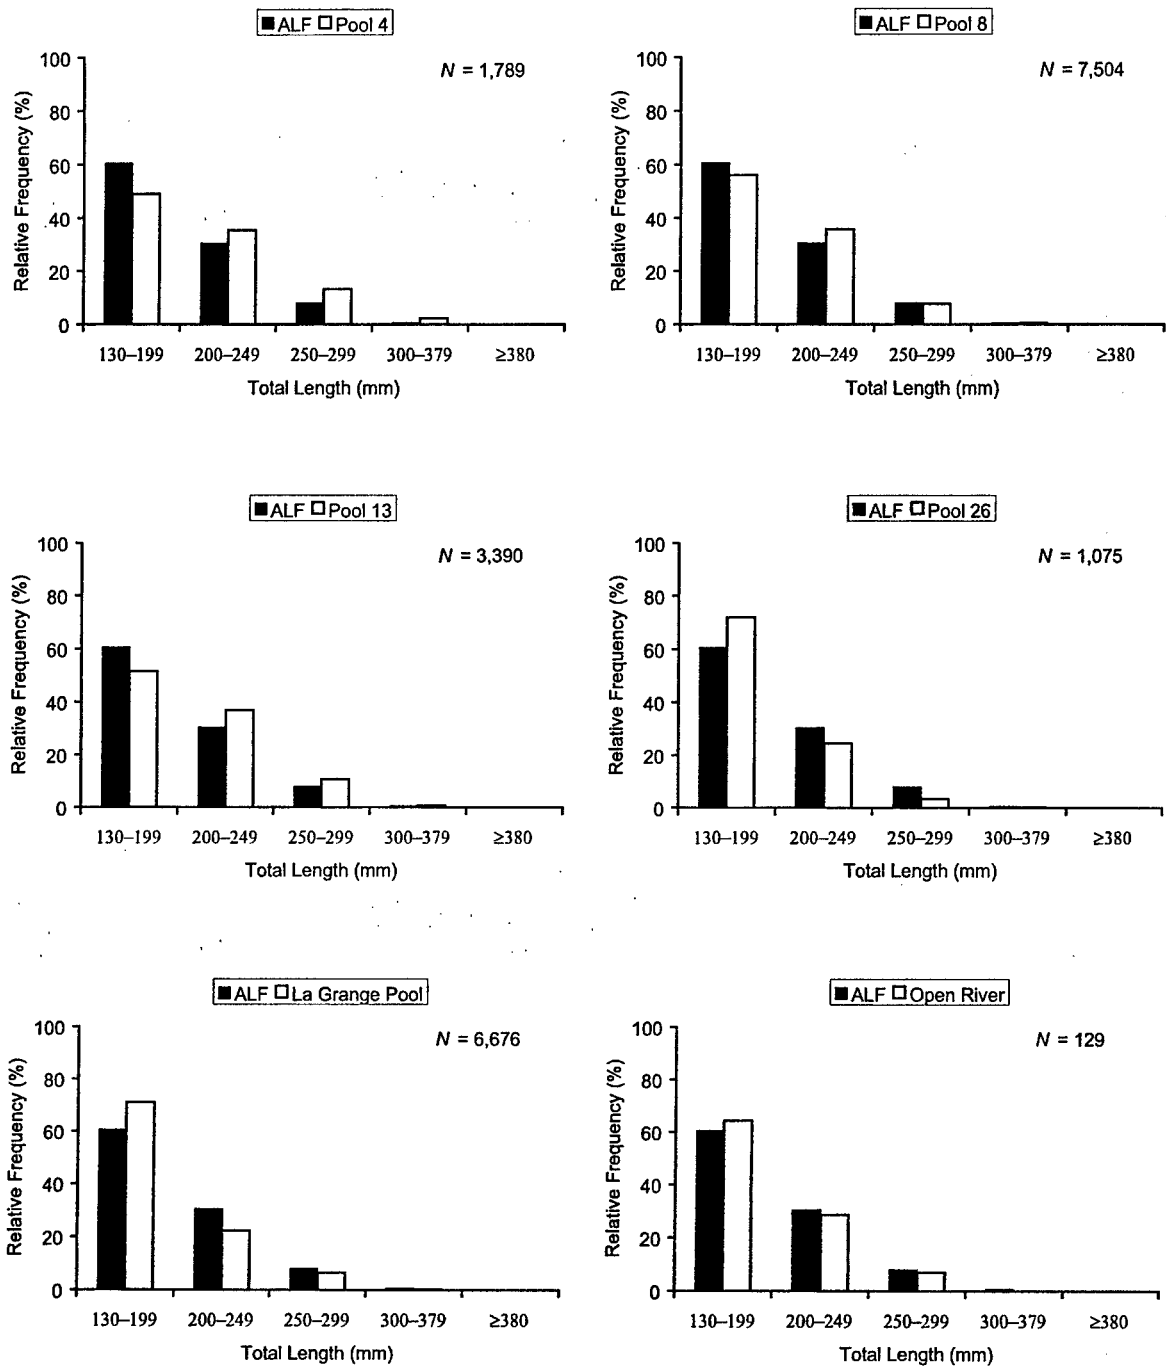 ALF Pool 4
N = 1,789
Relative Frequency (%)
100
80
60
40
20
0
130–199 200–249 250–299 300–379 ≥380
Total Length (mm)
ALF Pool 8
N = 7,504
Relative Frequency (%)
100
80
60
40
20
0
130–199 200–249 250–299 300–379 ≥380
Total Length (mm)
ALF Pool 13
N = 3,390
Relative Frequency (%)
100
80
60
40
20
0
130–199 200–249 250–299 300–379 ≥380
Total Length (mm)
ALF Pool 26
N = 1,075
Relative Frequency (%)
100
80
60
40
20
0
130–199 200–249 250–299 300–379 ≥380
Total Length (mm)
ALF La Grange Pool
N = 6,676
Relative Frequency (%)
100
80
60
40
20
0
130–199 200–249 250–299 300–379 ≥380
Total Length (mm)
ALF Open River
N = 129
Relative Frequency (%)
100
80
60
40
20
0
130–199 200–249 250–299 300–379 ≥380
Total Length (mm)